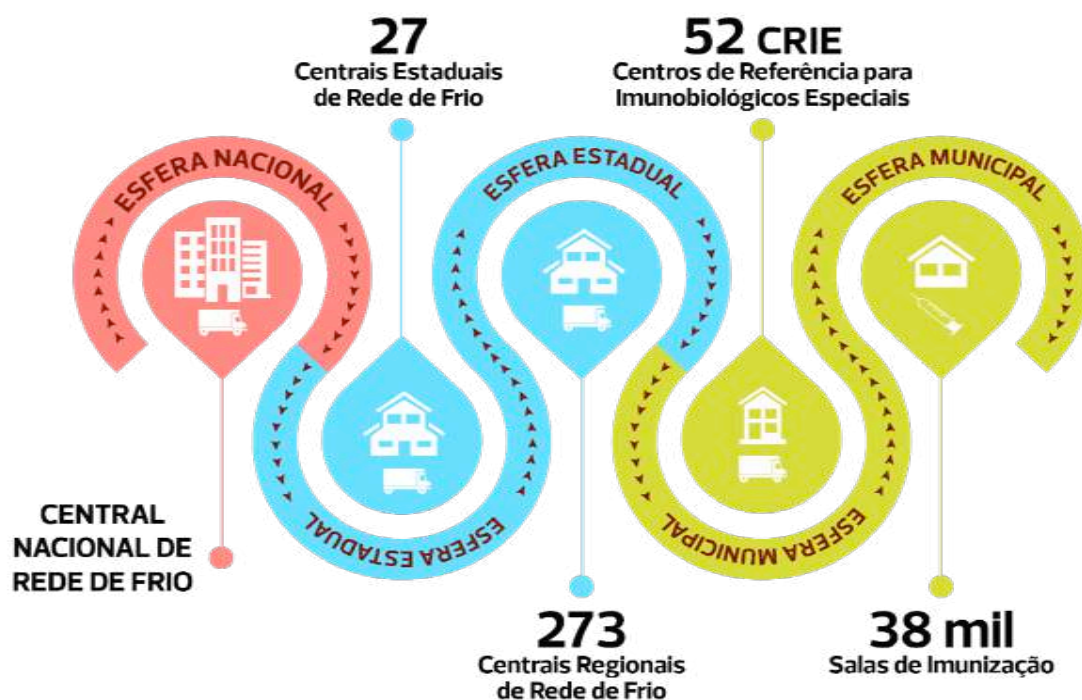 27
Centrais Estaduais
de Rede de Frio
52 CRIE
Centros de Referência para
Imunobiológicos Especiais
ESFERA NACIONAL
ESFERA ESTADUAL
ESFERA MUNICIPAL
ESFERA ESTADUAL
ESFERA MUNICIPAL
CENTRAL
NACIONAL DE
REDE DE FRIO
273
Centrais Regionais
de Rede de Frio
38 mil
Salas de Imunização